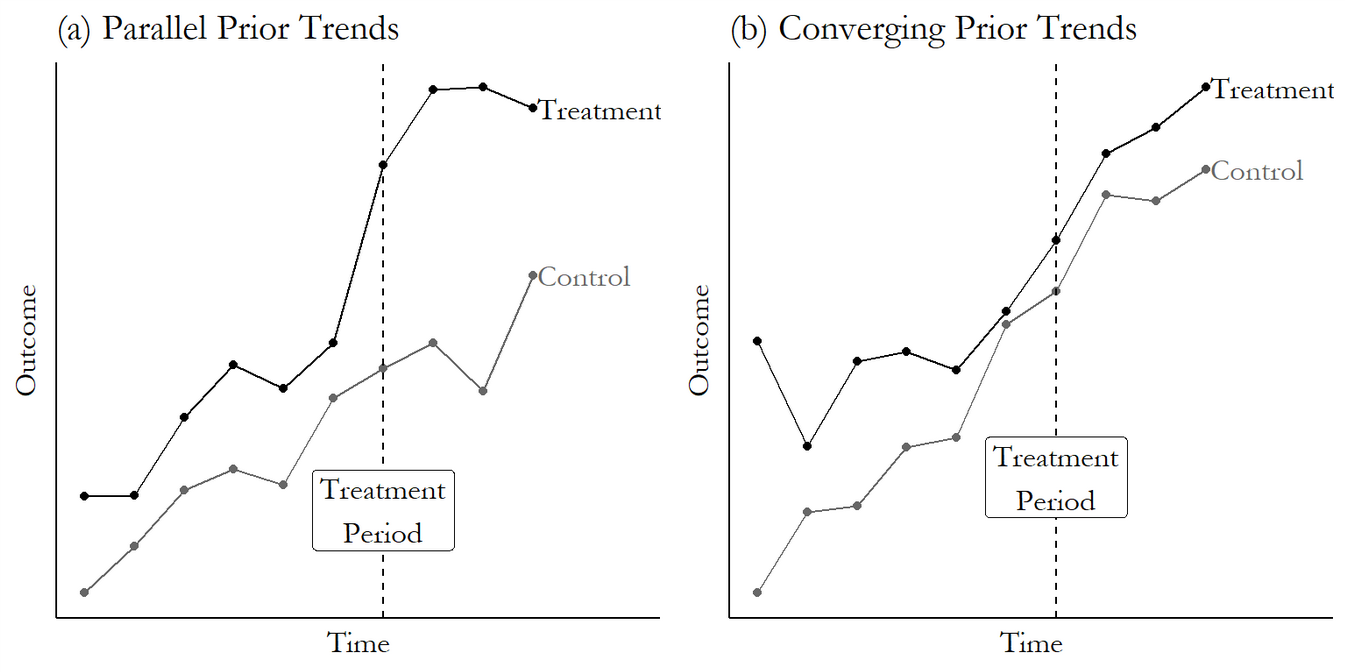 (a) Parallel Prior Trends
Treatment
Control
Outcome
Treatment
Period
Time
(b) Converging Prior Trends
Treatment
Control
Outcome
Treatment
Period
Time